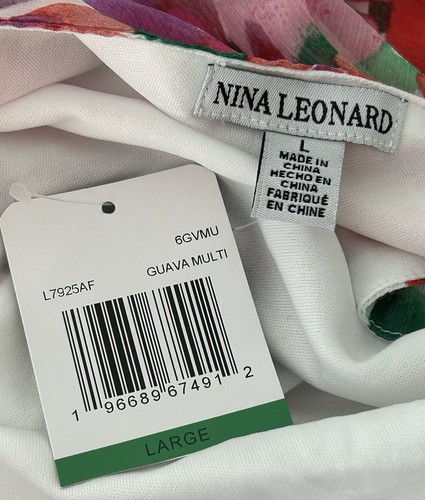 NINA LEONARD
L
MADE IN
CHINA
HECHO EN
CHINA
FABRIQUÉ
EN CHINE
6GVMU
GUAVA MULTI
L7925AF
1 96689 67491 2
LARGE